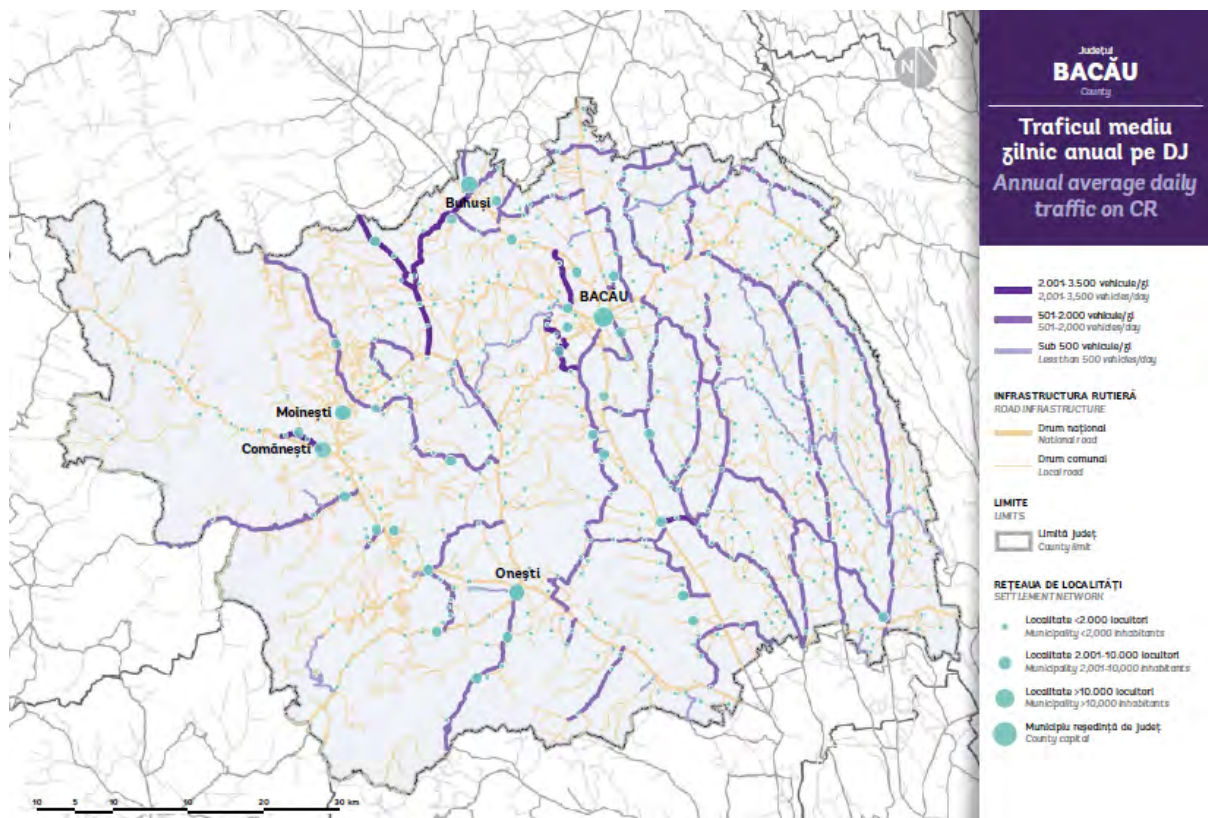 N
Județul
BACĂU
County
Traficul mediu
zilnic anual pe DJ
Annual average daily
traffic on CR
2.001-3.500 vehicule/zi
2,001-3,500 vehicles/day
501-2.000 vehicule/zi
501-2,000 vehicles/day
Sub 500 vehicule/zi
Less than 500 vehicles/day
INFRASTRUCTURA RUTIERĂ
ROAD INFRASTRUCTURE
Drum național
National road
Drum comunal
Local road
LIMITE
LIMITS
Limită județ
County limit
REȚEAUA DE LOCALITĂȚI
SETTLEMENT NETWORK
Localitate <2.000 locuitori
Municipality <2,000 inhabitants
Localitate 2.001-10.000 locuitori
Municipality 2,001-10,000 inhabitants
Localitate >10.000 locuitori
Municipality >10,000 inhabitants
Municipiu reședință de județ
County capital
Buhuși
BACĂU
Moinești
Comănești
Onești
10 5 10 10 20 30 km